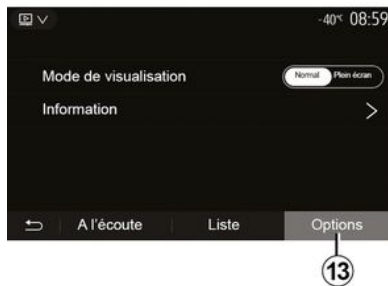 -40°C 08:59
Mode de visualisation Normal Plein écran
Information
A l'écoute Liste Options
13